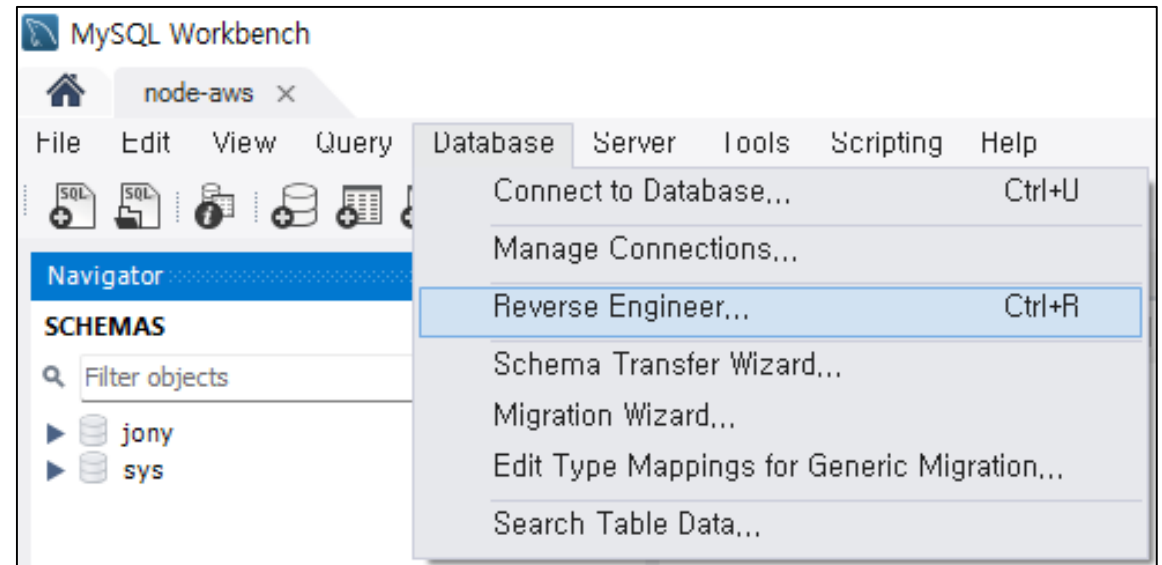 MySQL Workbench
node-aws
File Edit View Query Database Server Tools Scripting Help
SQL SQL
Connect to Database... Ctrl+U
Manage Connections...
Navigator
Reverse Engineer... Ctrl+R
SCHEMAS
Schema Transfer Wizard...
Filter objects
Migration Wizard...
jony
Edit Type Mappings for Generic Migration...
sys
Search Table Data...